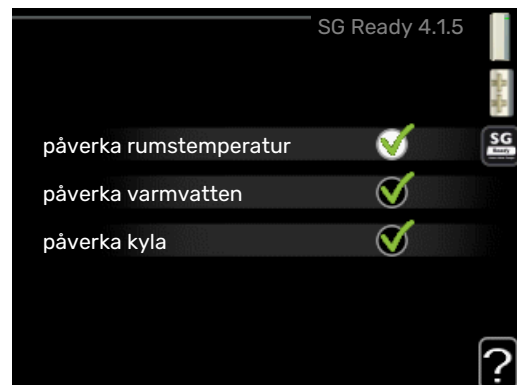 SG Ready 4.1.5
påverka rumstemperatur
SG
Ready
påverka varmvatten
påverka kyla
?